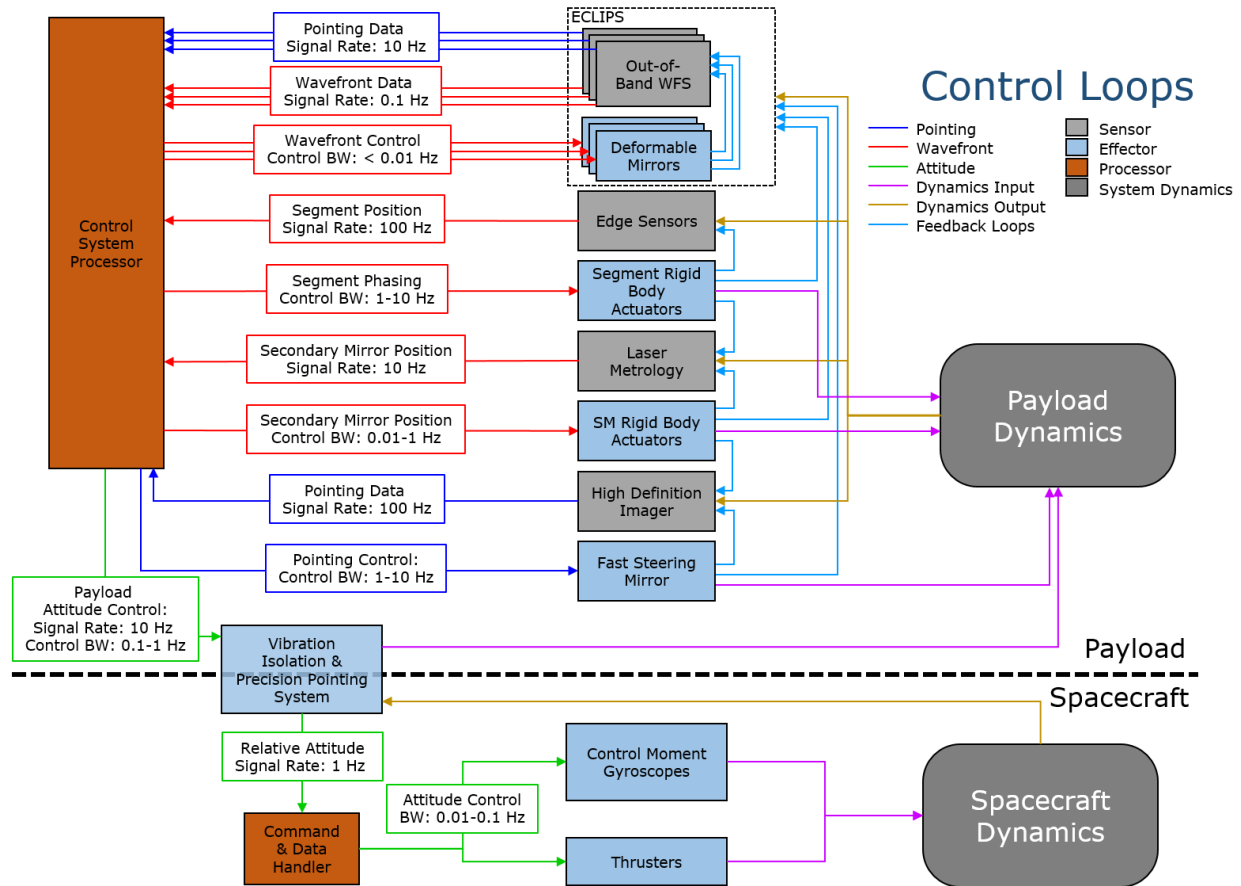 ECLIPS
Pointing Data
Signal Rate: 10 Hz
Out-of-
Band WFS
Wavefront Data
Signal Rate: 0.1 Hz
Wavefront Control
Control BW: < 0.01 Hz
Deformable
Mirrors
Control Loops
Pointing
Wavefront
Attitude
Dynamics Input
Dynamics Output
Feedback Loops
Sensor
Effector
Processor
System Dynamics
Control
System
Processor
Segment Position
Signal Rate: 100 Hz
Edge Sensors
Segment Phasing
Control BW: 1-10 Hz
Segment Rigid
Body
Actuators
Secondary Mirror Position
Signal Rate: 10 Hz
Laser
Metrology
Secondary Mirror Position
Control BW: 0.01-1 Hz
SM Rigid Body
Actuators
Payload
Dynamics
Pointing Data
Signal Rate: 100 Hz
High Definition
Imager
Pointing Control:
Control BW: 1-10 Hz
Fast Steering
Mirror
Payload
Attitude Control:
Signal Rate: 10 Hz
Control BW: 0.1-1 Hz
Vibration
Isolation &
Precision Pointing
System
Payload
Spacecraft
Relative Attitude
Signal Rate: 1 Hz
Control Moment
Gyroscopes
Attitude Control
BW: 0.01-0.1 Hz
Command
& Data
Handler
Thrusters
Spacecraft
Dynamics